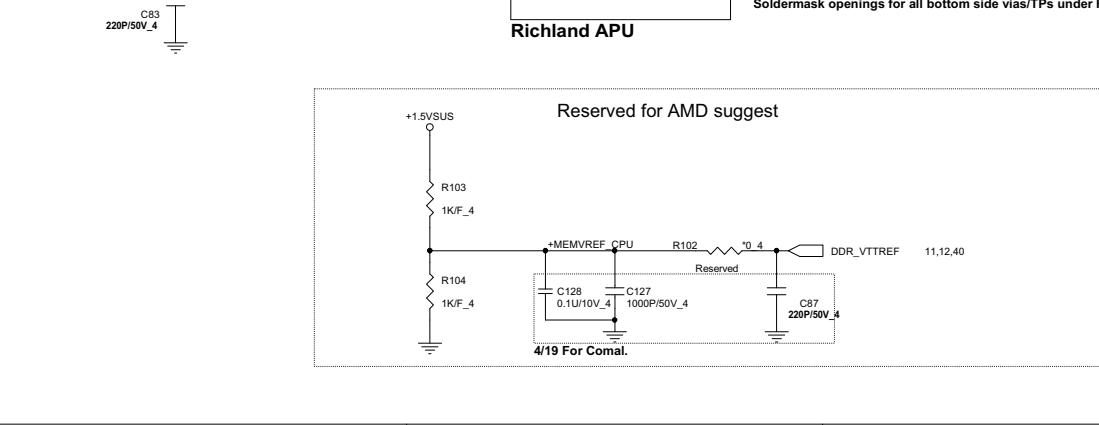 C83
220P/50V_4
Richland APU
Soldermask openings for all bottom side vias/TPs under
Reserved for AMD suggest
+1.5VSUS
R103
1K/F_4
+MEMVREF_CPU
R102
*0_4
DDR_VTTREF
11,12,40
Reserved
R104
1K/F_4
C128
0.1U/10V_4
C127
1000P/50V_4
C87
220P/50V_4
4/19 For Comal.